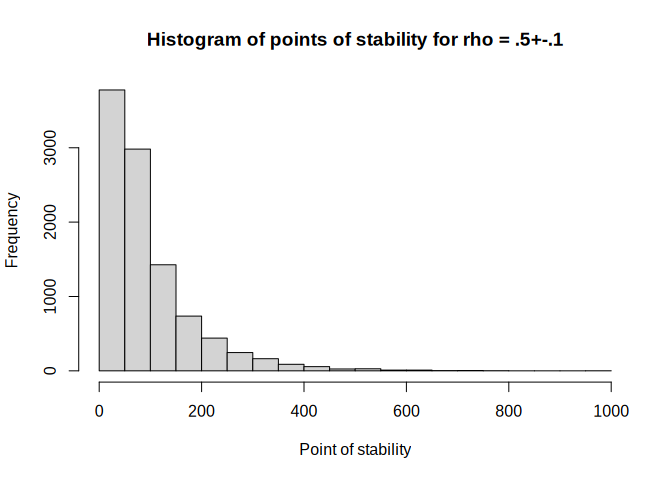 Histogram of points of stability for rho = .5+-.1
3000
2000
1000
0
Frequency
0 200 400 600 800 1000
Point of stability